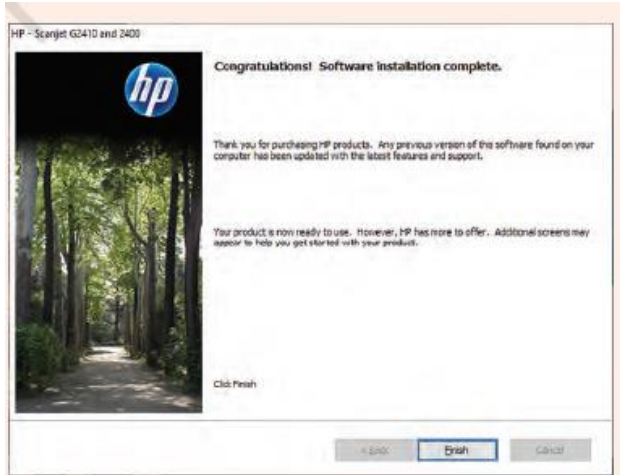 HP - Scanjet G2410 and 2400
hp
Congratulations! Software installation complete.
Thank you for purchasing HP products. Any previous version of this software found on your
computer has been updated with the latest features and support.
Your product is now ready to use. However, HP has more to offer. Additional screens may
appear to help you get started with your product.
Click Finish
< Back Finish Cancel